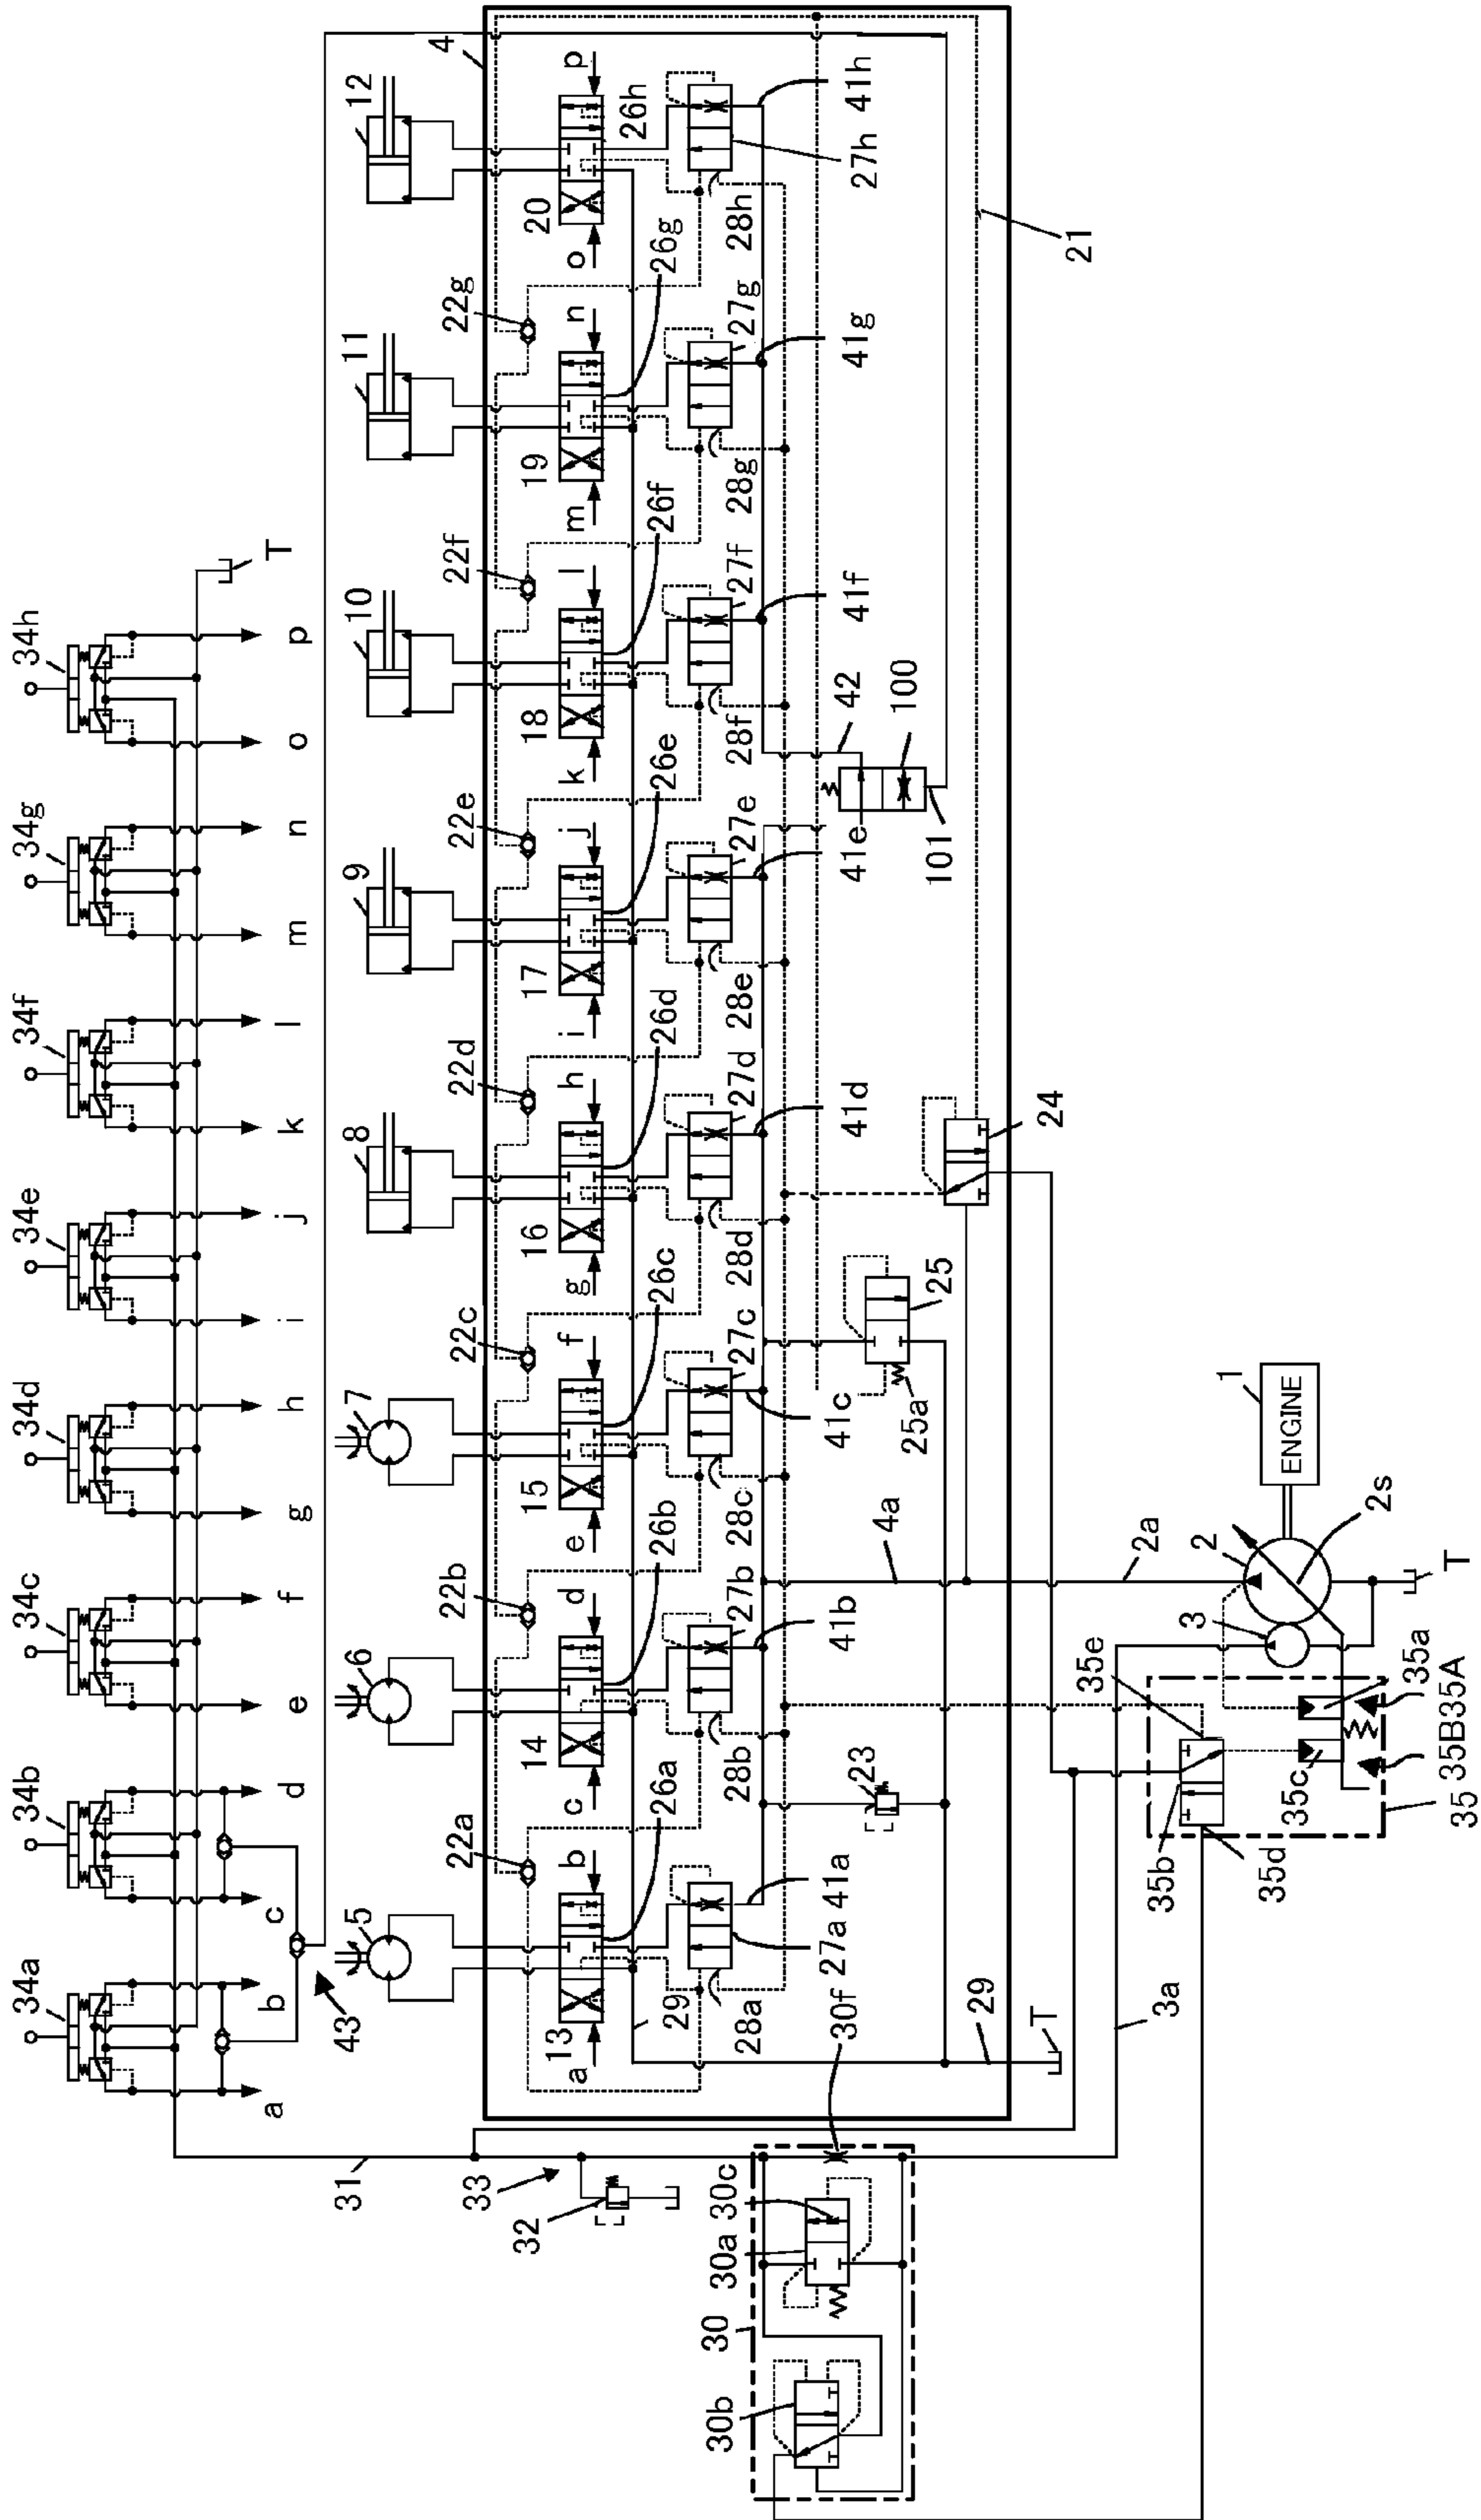 34a 34b 34c 34d 34e 34f 34g 34h
a b c d e f g h i j k l m n o p
T
43
31
33
32
5 6 7 8 9 10 11 12
4
22a 22b 22c 22d 22e 22f 22g
13 14 15 16 17 18 19 20
a b c d e f g h i j k l m n o p
26a 26b 26c 26d 26e 26f 26g 26h
29
28a 28b 28c 28d 28e 28f 28g 28h
27a 27b 27c 27d 27e 27f 27g 27h
41a 41b 41c 41d 41e 41f 41g 41h
42
100
101
23
25
25a
24
21
4a
29
T
30
30a
30b
30c
30f
3a
2a
1
ENGINE
2
2s
3
T
35e
35b
35d
35c
35a
35B 35A
35